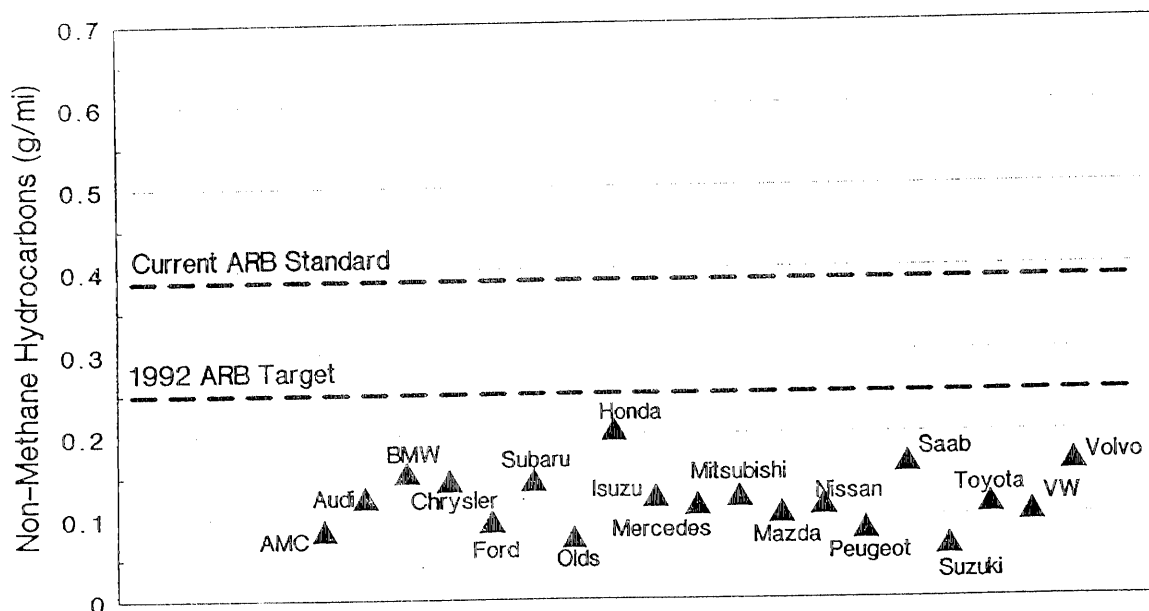 Non-Methane Hydrocarbons (g/mi)
0.7
0.6
0.5
0.4
0.3
0.2
0.1
0
Current ARB Standard
1992 ARB Target
AMC
Audi
BMW
Chrysler
Ford
Subaru
Olds
Honda
Isuzu
Mercedes
Mitsubishi
Mazda
Nissan
Peugeot
Saab
Suzuki
Toyota
VW
Volvo